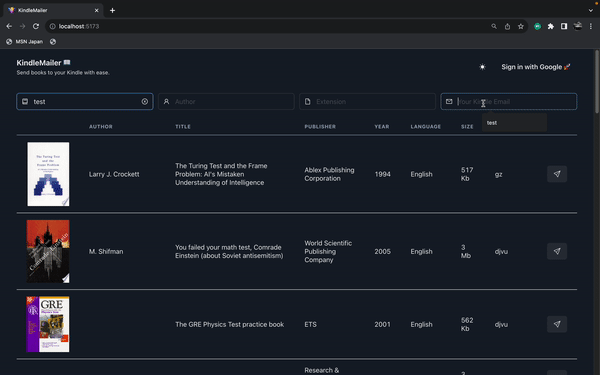 KindleMailer
localhost:5173
MSN Japan
Dropbox
KindleMailer
Send books to your Kindle with ease.
Sign in with Google
test
Author
Extension
Your Kindle Email
test
AUTHOR TITLE PUBLISHER YEAR LANGUAGE SIZE
The Turing Test and the Frame Problem
Larry J. Crockett
The Turing Test and the Frame Problem: AI's Mistaken Understanding of Intelligence
Ablex Publishing Corporation
1994
English
517 Kb
gz
M. Shifman
You failed your math test, Comrade Einstein (about Soviet antisemitism)
World Scientific Publishing Company
2005
English
3 Mb
djvu
GRE
The GRE Physics Test practice book
ETS
2001
English
562 Kb
djvu
Research &